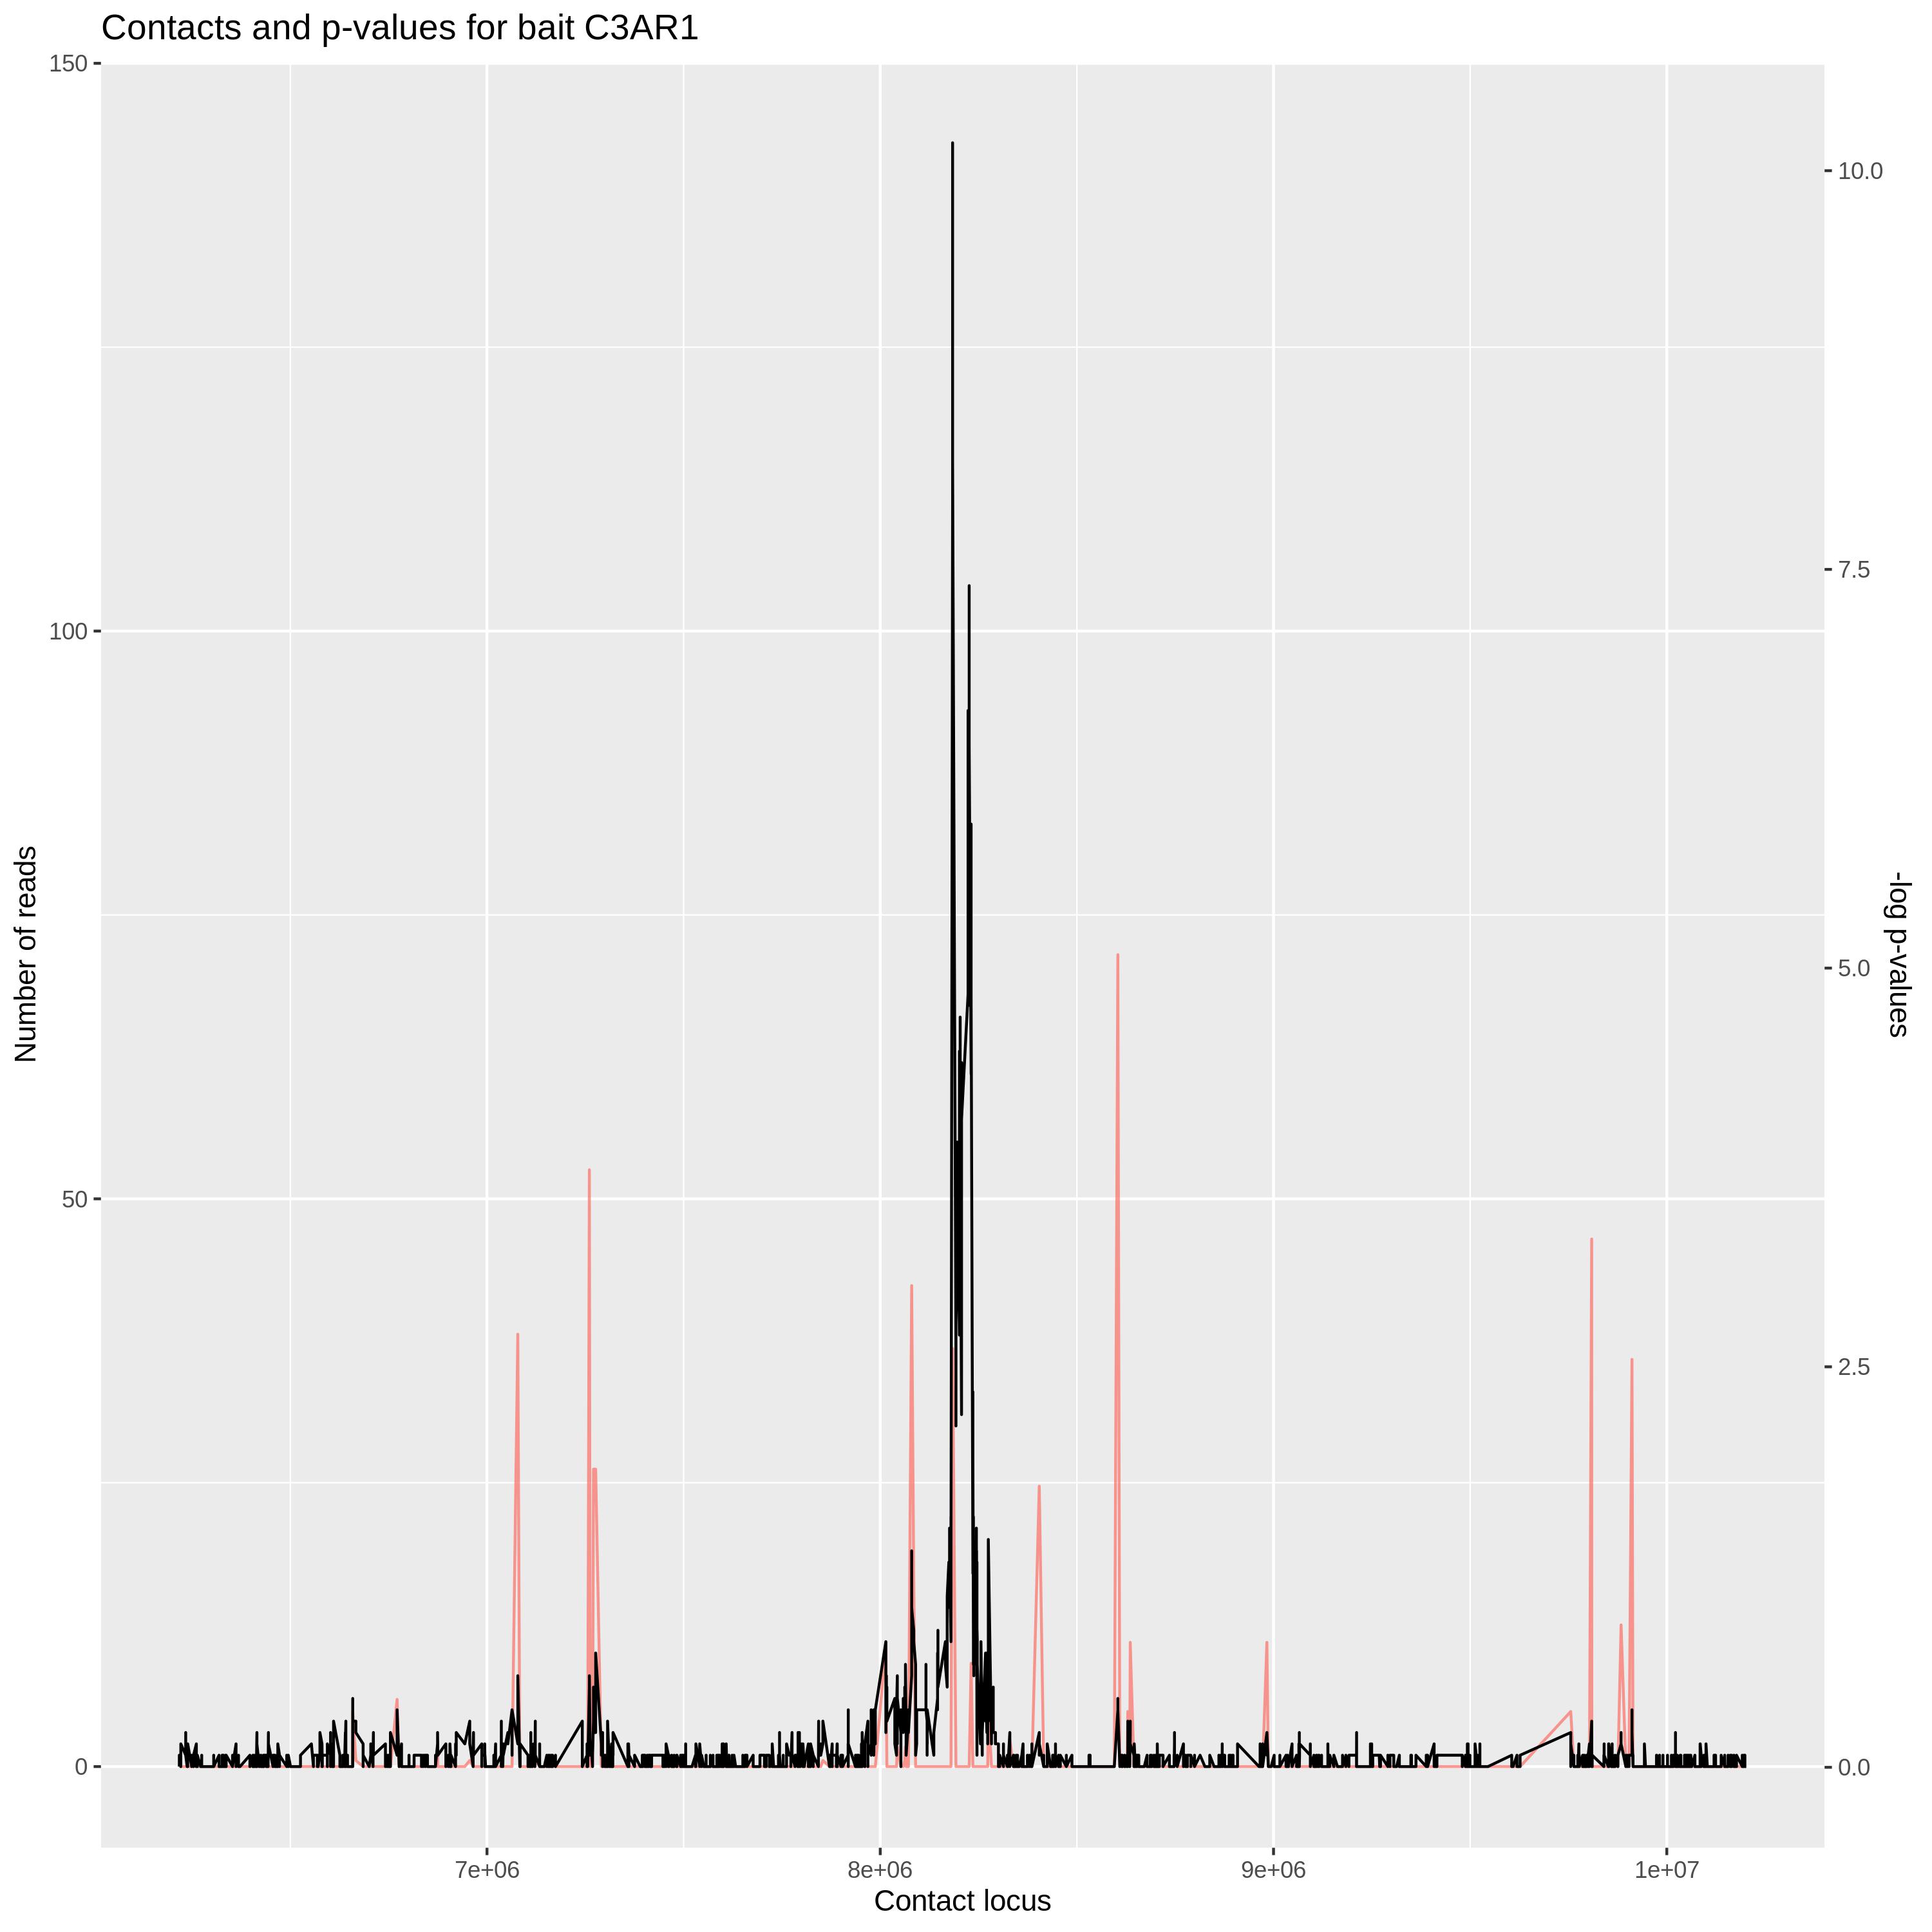 Contacts and p-values for bait C3AR1
150
100
50
0
Number of reads
10.0
7.5
5.0
2.5
0.0
-log p-values
7e+06
8e+06
9e+06
1e+07
Contact locus